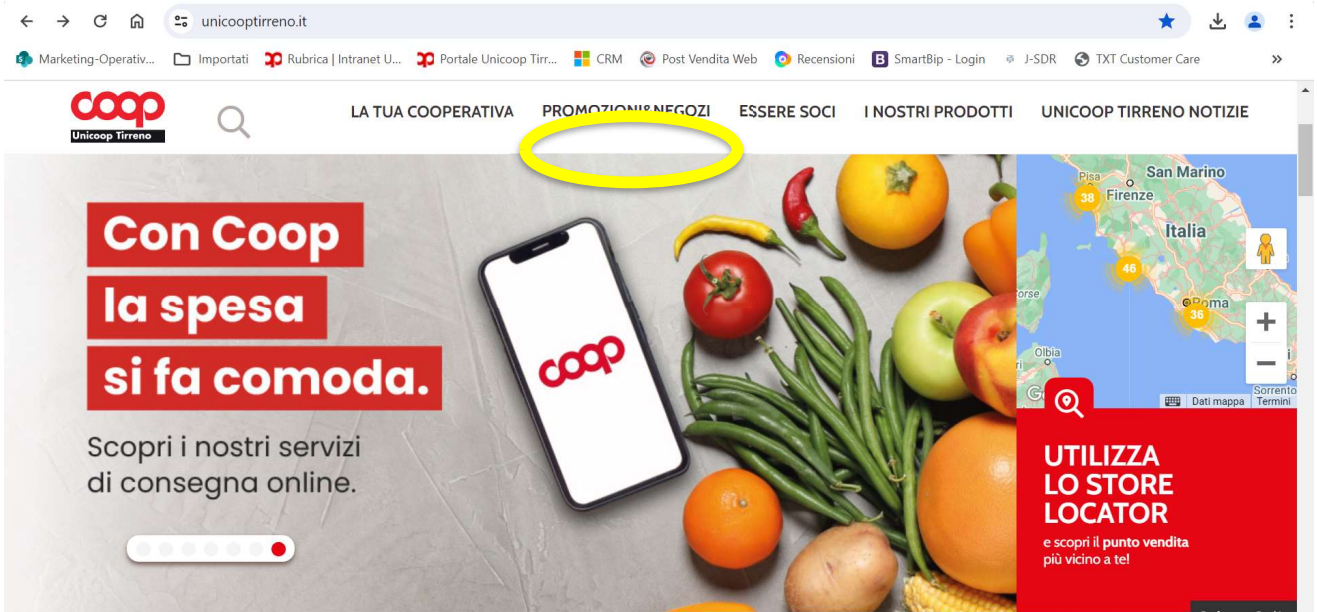 unicooptirreno.it
Marketing-Operativ... Importati Rubrica | Intranet U... Portale Unicoop Tirr... CRM Post Vendita Web Recensioni SmartBip - Login J-SDR TXT Customer Care »
coop
Unicoop Tirreno
LA TUA COOPERATIVA PROMOZIONI&NEGOZI ESSERE SOCI I NOSTRI PRODOTTI UNICOOP TIRRENO NOTIZIE
Con Coop
la spesa
si fa comoda.
Scopri i nostri servizi
di consegna online.
coop
Pisa
San Marino
38
Firenze
Italia
46
Roma
36
Olbia
Sorrento
Dati mappa Termini
UTILIZZA
LO STORE
LOCATOR
e scopri il punto vendita
più vicino a te!